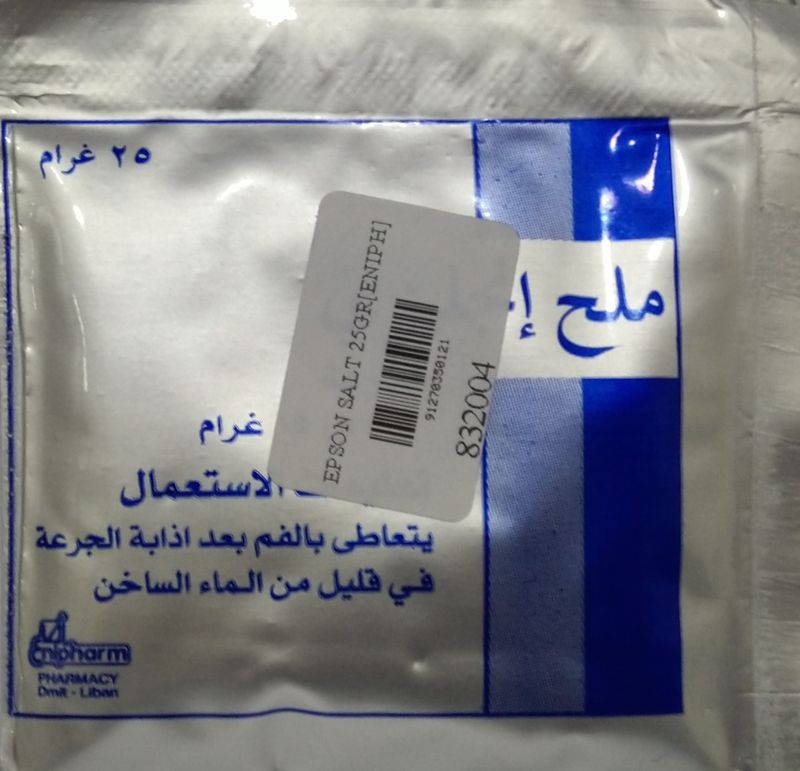 ٢٥ غرام
ملح
EPSON SALT 25GR[ENIPH]
91270350121
832004
غرام
الاستعمال
يتعاطى بالفم بعد اذابة الجرعة
في قليل من الماء الساخن
Enipharm
PHARMACY
Dmit - Liban